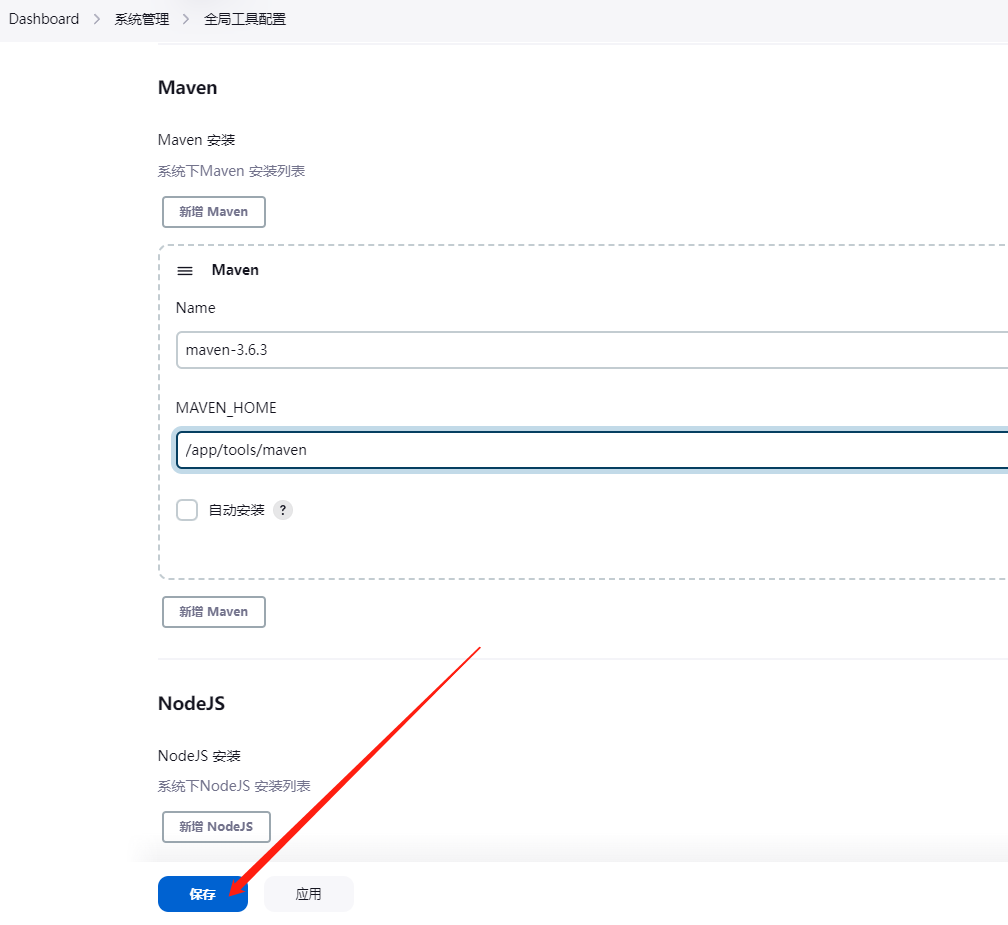 Dashboard > 系统管理 > 全局工具配置
Maven
Maven 安装
系统下Maven 安装列表
新增 Maven
Maven
Name
maven-3.6.3
MAVEN_HOME
/app/tools/maven
自动安装 ?
新增 Maven
NodeJS
NodeJS 安装
系统下NodeJS 安装列表
新增 NodeJS
保存 应用